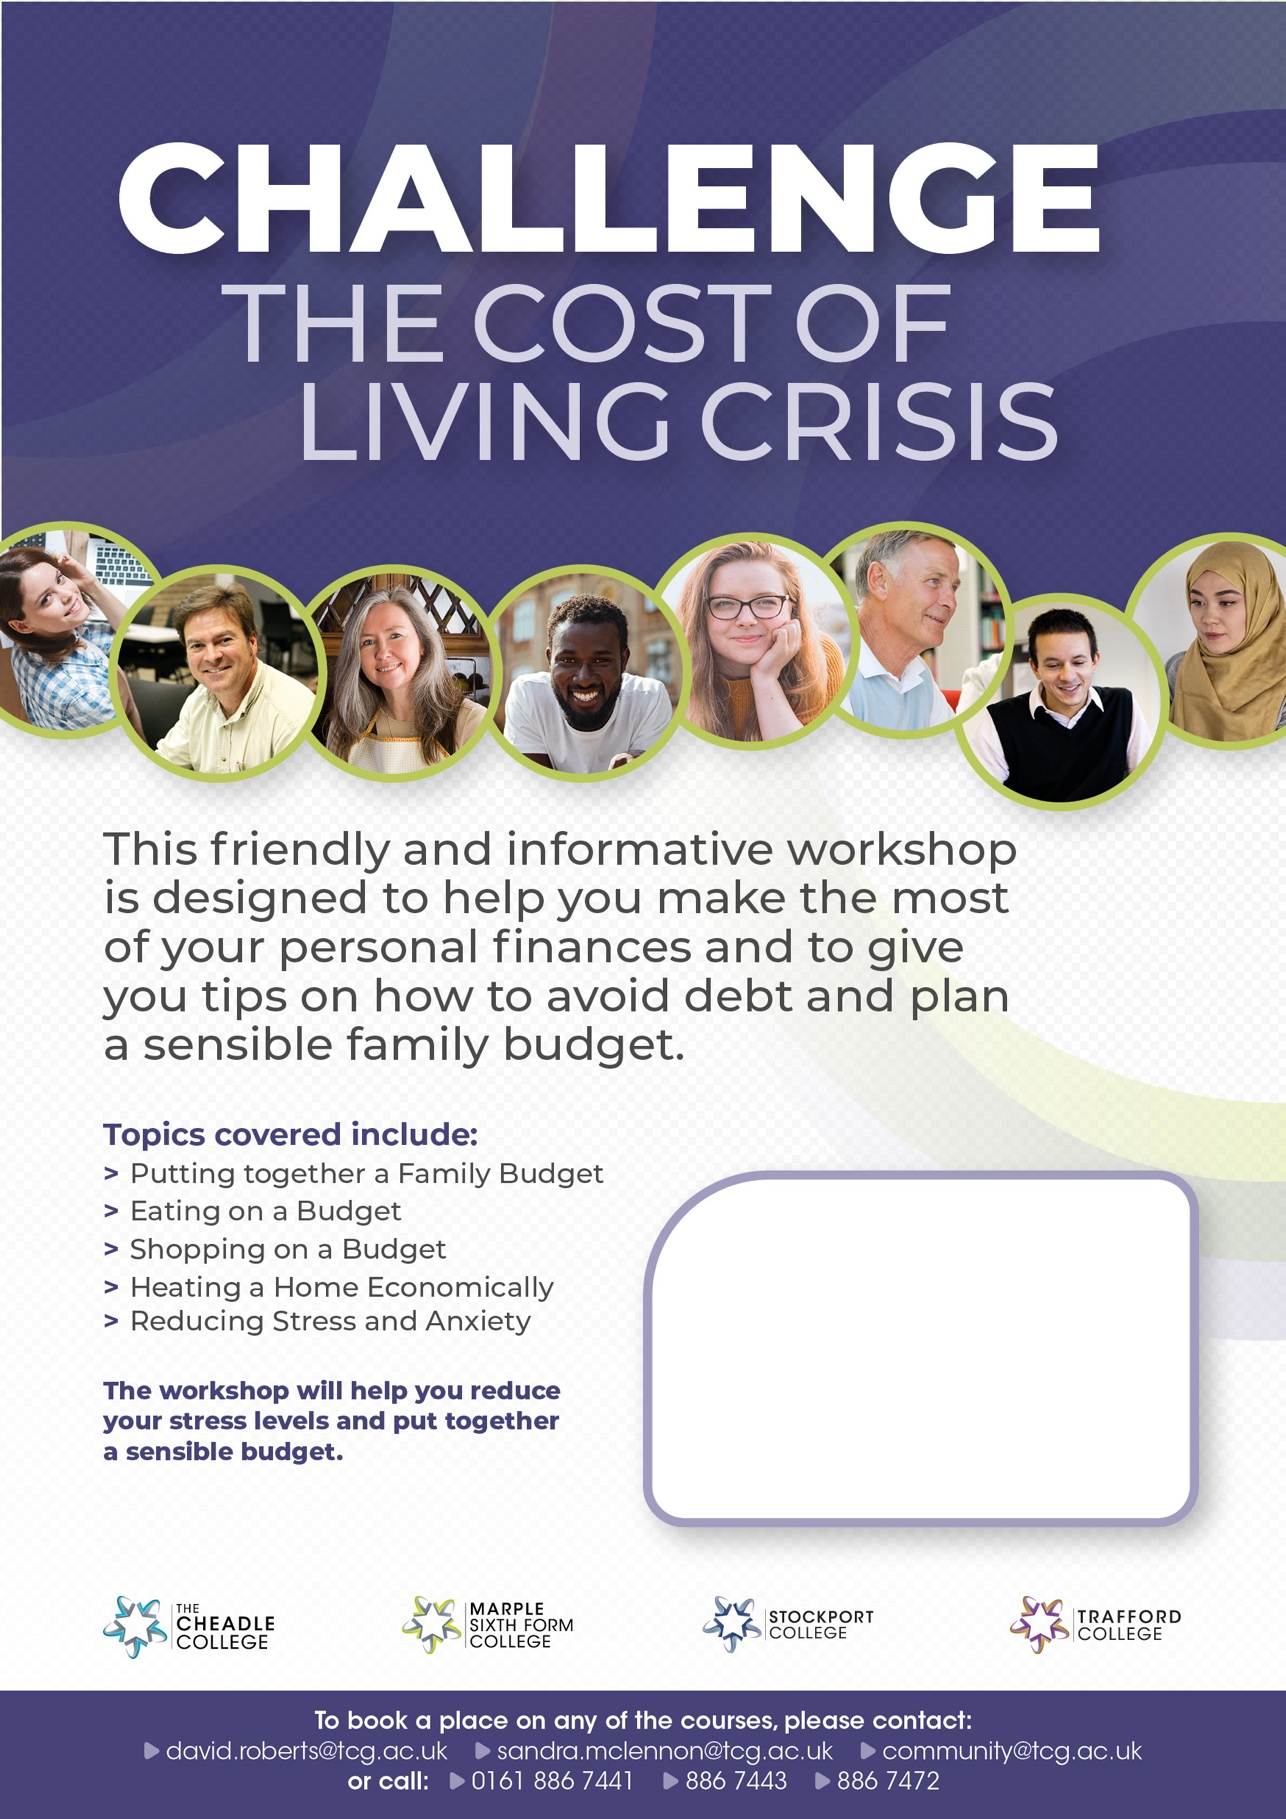 CHALLENGE
THE COST OF
LIVING CRISIS
This friendly and informative workshop
is designed to help you make the most
of your personal finances and to give
you tips on how to avoid debt and plan
a sensible family budget.
Topics covered include:
> Putting together a Family Budget
> Eating on a Budget
> Shopping on a Budget
> Heating a Home Economically
> Reducing Stress and Anxiety
The workshop will help you reduce
your stress levels and put together
a sensible budget.
THE
CHEADLE
COLLEGE
MARPLE
SIXTH FORM
COLLEGE
STOCKPORT
COLLEGE
TRAFFORD
COLLEGE
To book a place on any of the courses, please contact:
david.roberts@tcg.ac.uk sandra.mclennon@tcg.ac.uk community@tcg.ac.uk
or call: 0161 886 7441 886 7443 886 7472